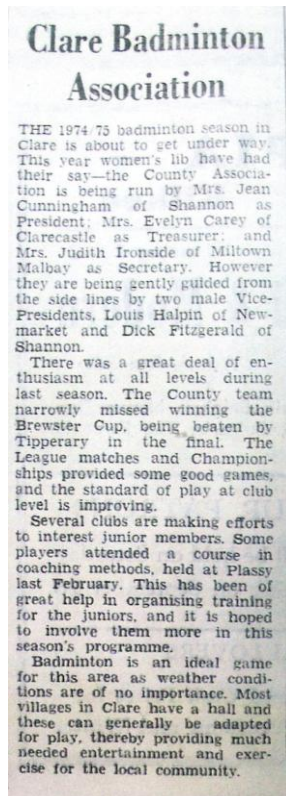 Clare Badminton
Association
THE 1974/75 badminton season in
Clare is about to get under way.
This year women's lib have had
their say—the County Associa-
tion is being run by Mrs. Jean
Cunningham of Shannon as
President; Mrs. Evelyn Carey of
Clarecastle as Treasurer; and
Mrs. Judith Ironside of Miltown
Malbay as Secretary. However
they are being gently guided from
the side lines by two male Vice-
Presidents, Louis Halpin of New-
market and Dick Fitzgerald of
Shannon.
There was a great deal of en-
thusiasm at all levels during
last season. The County team
narrowly missed winning the
Brewster Cup, being beaten by
Tipperary in the final. The
League matches and Champion-
ships provided some good games,
and the standard of play at club
level is improving.
Several clubs are making efforts
to interest junior members. Some
players attended a course in
coaching methods, held at Plassy
last February. This has been of
great help in organising training
for the juniors, and it is hoped
to involve them more in this
season's programme.
Badminton is an ideal game
for this area as weather condi-
tions are of no importance. Most
villages in Clare have a hall and
these can generally be adapted
for play, thereby providing much
needed entertainment and exer-
cise for the local community.